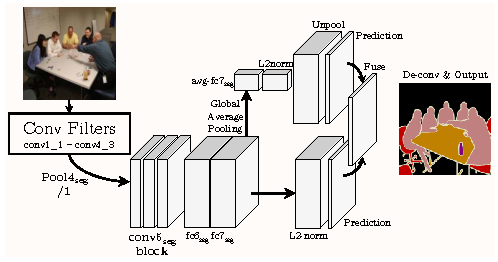 Unpool
Prediction
L2norm
Fuse
avg-fc7seg
De-conv & Output
Global
Average
Pooling
Conv Filters
conv1_1 - conv4_3
Pool4seg
/1
conv5seg
block
fc6seg fc7seg
L2-norm
Prediction